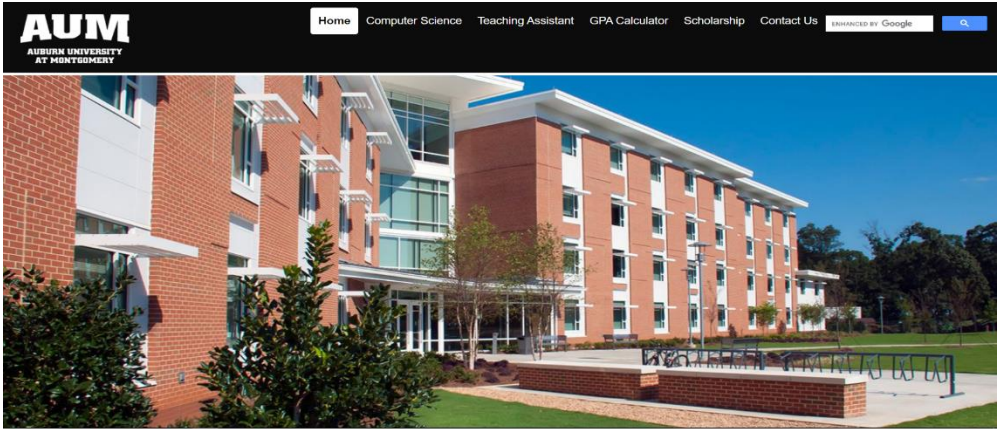 AUM
AUBURN UNIVERSITY
AT MONTGOMERY
Home Computer Science Teaching Assistant GPA Calculator Scholarship Contact Us ENHANCED BY Google